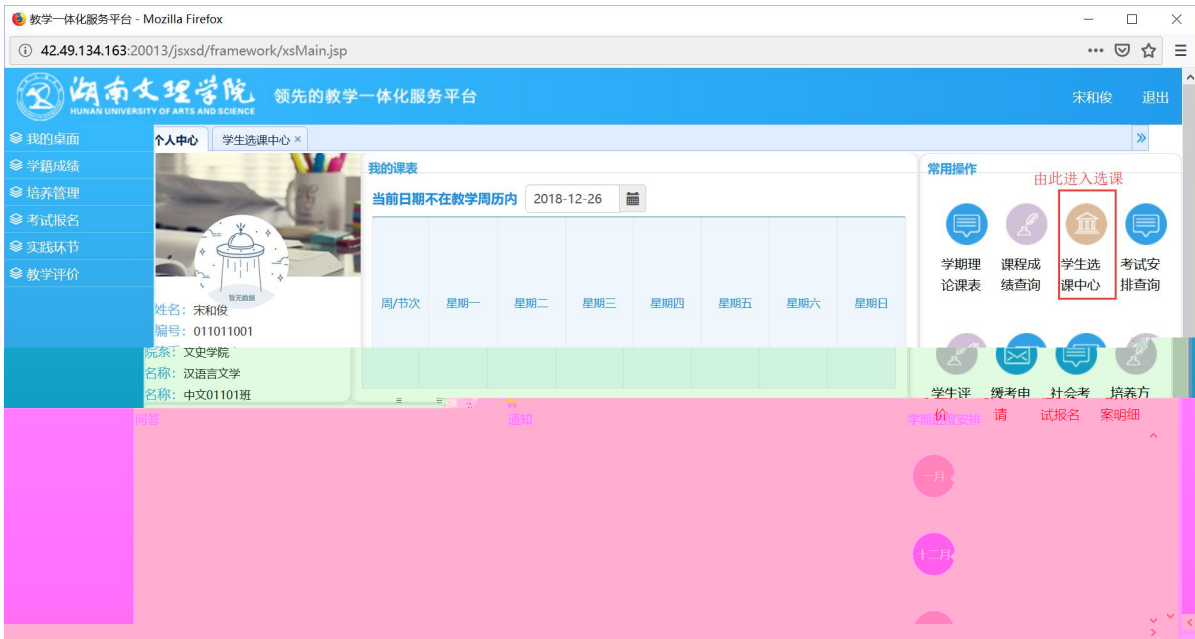 教学一体化服务平台 - Mozilla Firefox
42.49.134.163:20013/jsxsd/framework/xsMain.jsp
湖南文理学院
HUNAN UNIVERSITY OF ARTS AND SCIENCE
领先的教学一体化服务平台
宋和俊 退出
我的桌面
学籍成绩
培养管理
考试报名
实践环节
教学评价
个人中心 学生选课中心 ×
暂无数据
姓名：宋和俊
编号：011011001
院系：文史学院
名称：汉语言文学
名称：中文01101班
我的课表
当前日期不在教学周历内 2018-12-26
周/节次 星期一 星期二 星期三 星期四 星期五 星期六 星期日
常用操作
由此进入选课
学期理论课表
课程成绩查询
学生选课中心
考试安排查询
学生评价
缓考申请
社会考试报名
培养方案明细
问答
通知
学期进程安排
一月
十二月